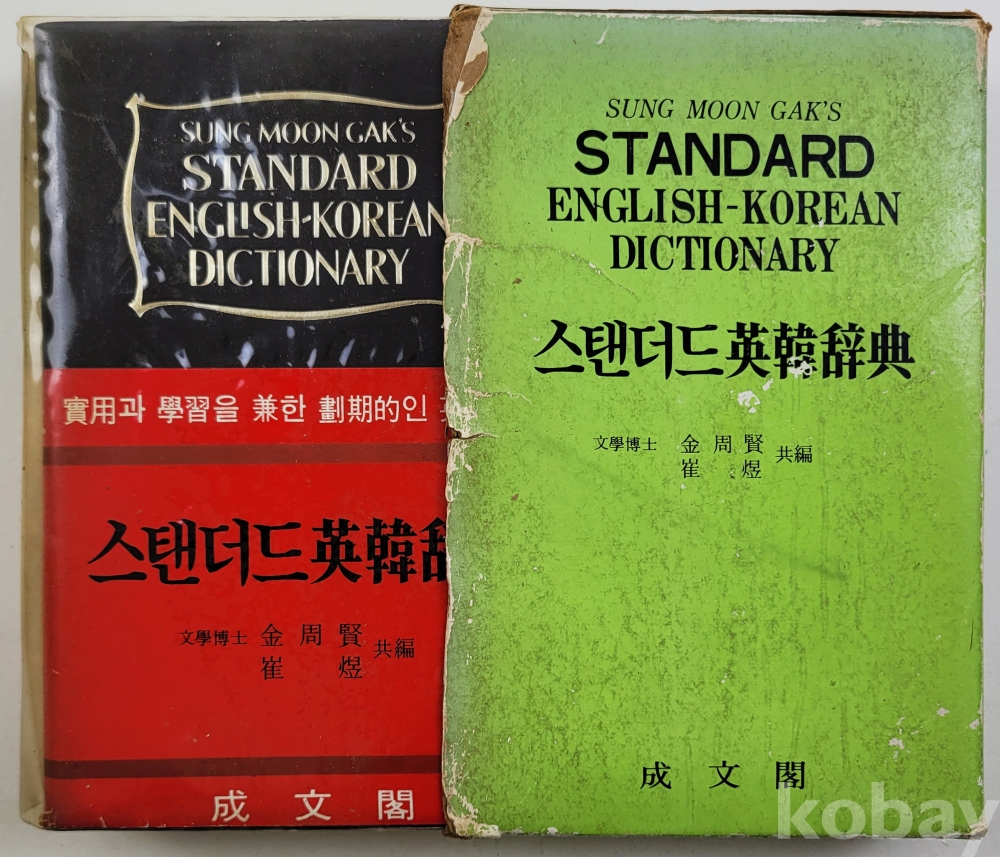 SUNG MOON GAK'S
STANDARD
ENGLISH-KOREAN
DICTIONARY
實用과 學習을 兼한 劃期的인
스탠더드英韓
文學博士 金周賢 共編
崔煜
成文閣
SUNG MOON GAK'S
STANDARD
ENGLISH-KOREAN
DICTIONARY
스탠더드英韓辞典
文學博士 金周賢 共編
崔煜
成文閣
kobay